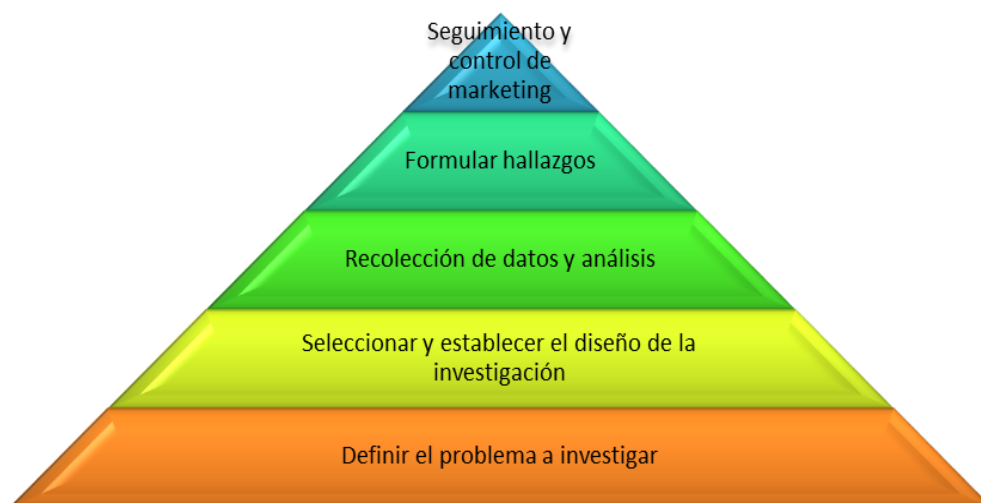 Seguimiento y
control de
marketing
Formular hallazgos
Recolección de datos y análisis
Seleccionar y establecer el diseño de la
investigación
Definir el problema a investigar